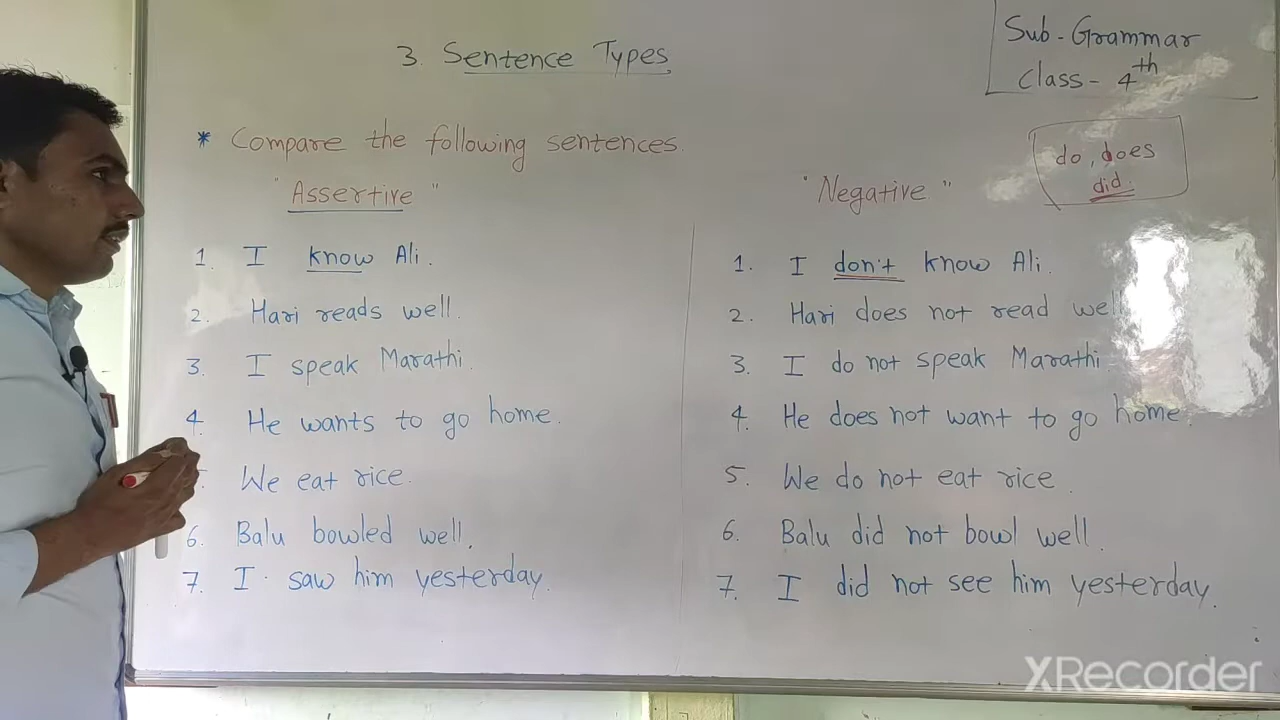 3. Sentence Types
Sub-Grammar
Class- 4th
* Compare the following sentences.
do, does
did.
"Assertive"
1. I know Ali.
2. Hari reads well.
3. I speak Marathi.
4. He wants to go home.
We eat rice.
6. Balu bowled well.
7. I saw him yesterday.
"Negative"
1. I don't know Ali.
2. Hari does not read well
3. I do not speak Marathi
4. He does not want to go home.
5. We do not eat rice.
6. Balu did not bowl well.
7. I did not see him yesterday.
XRecorder